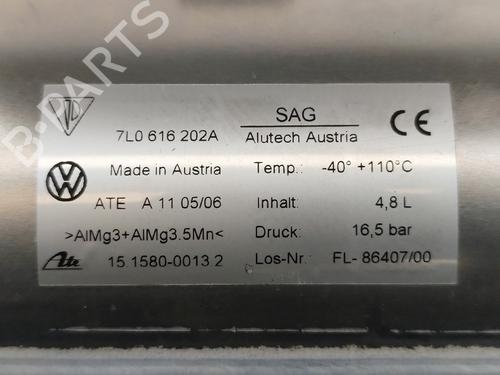 B-PARTS
SAG
7L0 616 202A
Alutech Austria
CE
Made in Austria
Temp.: -40° +110°C
ATE A 11 05/06
Inhalt: 4,8 L
>AlMg3+AlMg3.5Mn<
Druck: 16,5 bar
Ate 15.1580-0013 2
Los-Nr.: FL- 86407/00